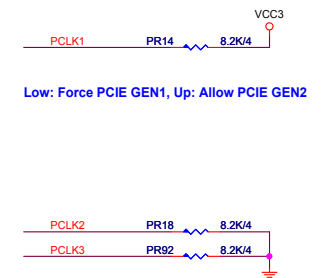 VCC3
PCLK1 PR14 8.2K/4
Low: Force PCIE GEN1, Up: Allow PCIE GEN2
PCLK2 PR18 8.2K/4
PCLK3 PR92 8.2K/4